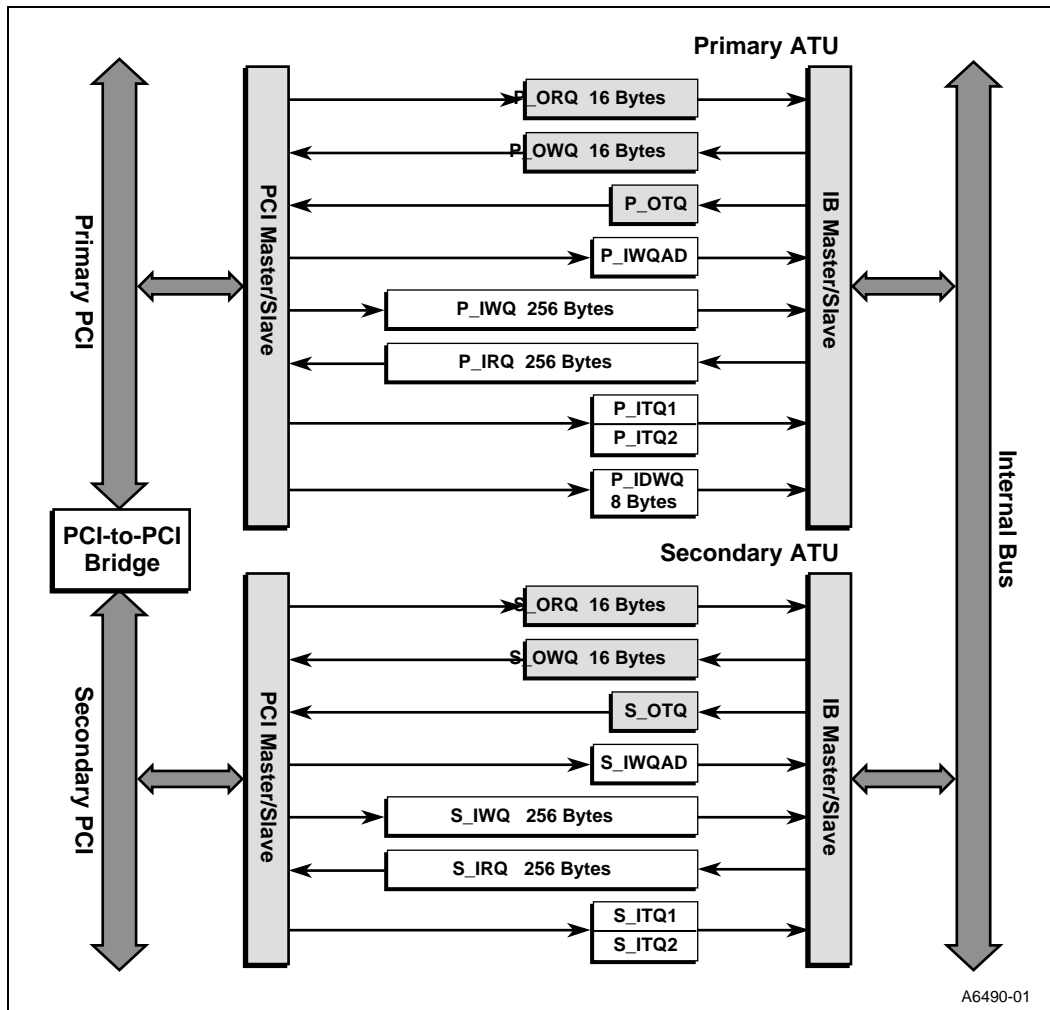 Primary ATU
P_ORQ 16 Bytes
P_OWQ 16 Bytes
P_OTQ
P_IWQAD
P_IWQ 256 Bytes
P_IRQ 256 Bytes
P_ITQ1
P_ITQ2
P_IDWQ
8 Bytes
PCI Master/Slave
IB Master/Slave
Primary PCI
PCI-to-PCI
Bridge
Internal Bus
Secondary ATU
S_ORQ 16 Bytes
S_OWQ 16 Bytes
S_OTQ
S_IWQAD
S_IWQ 256 Bytes
S_IRQ 256 Bytes
S_ITQ1
S_ITQ2
PCI Master/Slave
IB Master/Slave
Secondary PCI
A6490-01